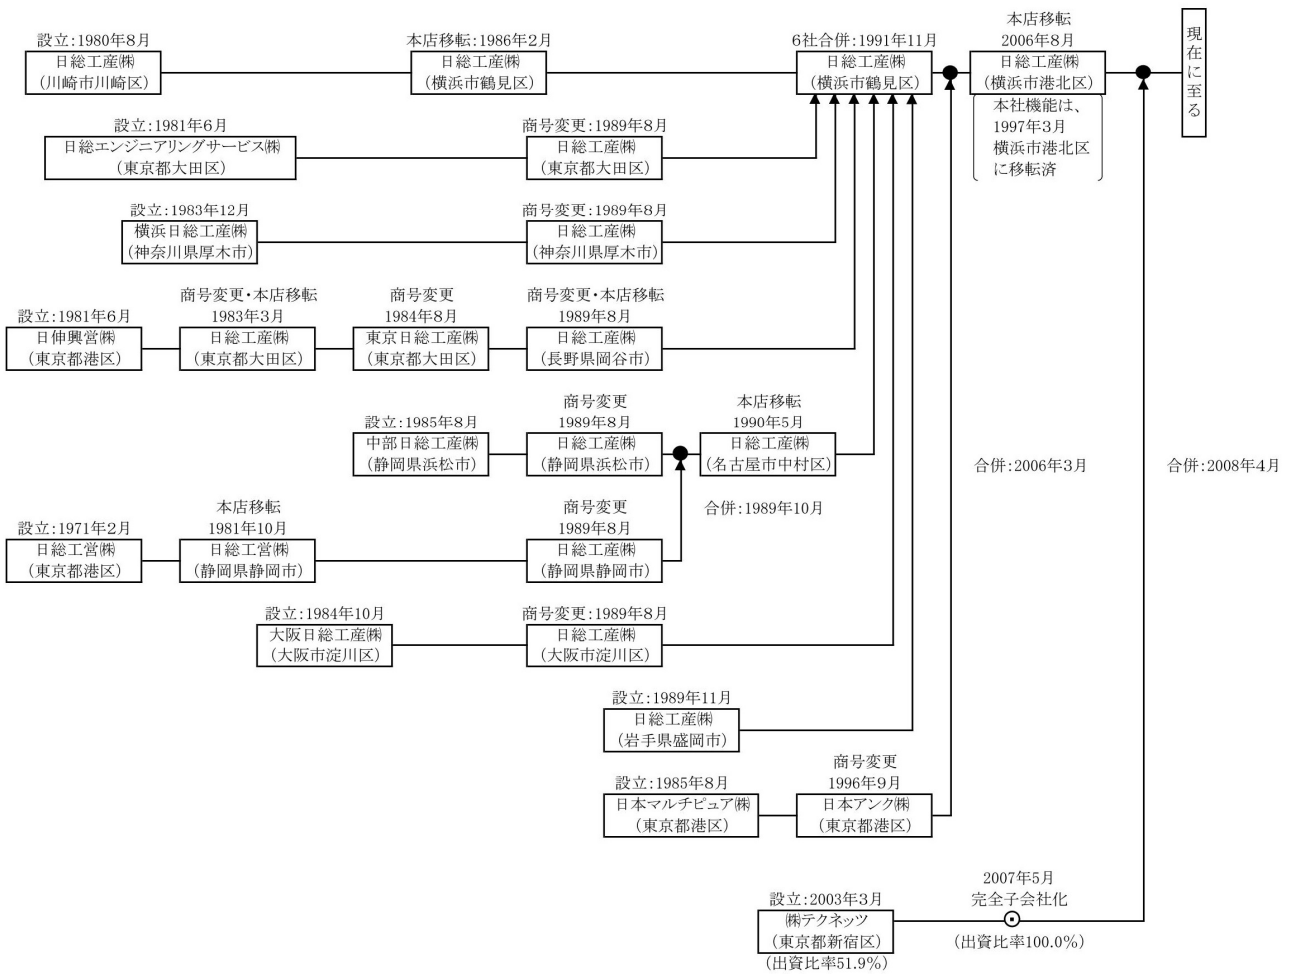 設立:1980年8月
日総工産㈱
(川崎市川崎区)
本店移転:1986年2月
日総工産㈱
(横浜市鶴見区)
6社合併:1991年11月
日総工産㈱
(横浜市鶴見区)
本店移転
2006年8月
日総工産㈱
(横浜市港北区)
本社機能は、
1997年3月
横浜市港北区
に移転済
現在に至る
設立:1981年6月
日総エンジニアリングサービス㈱
(東京都大田区)
商号変更:1989年8月
日総工産㈱
(東京都大田区)
設立:1983年12月
横浜日総工産㈱
(神奈川県厚木市)
商号変更:1989年8月
日総工産㈱
(神奈川県厚木市)
設立:1981年6月
日伸興営㈱
(東京都港区)
商号変更・本店移転
1983年3月
日総工産㈱
(東京都大田区)
商号変更
1984年8月
東京日総工産㈱
(東京都大田区)
商号変更・本店移転
1989年8月
日総工産㈱
(長野県岡谷市)
設立:1985年8月
中部日総工産㈱
(静岡県浜松市)
商号変更
1989年8月
日総工産㈱
(静岡県浜松市)
本店移転
1990年5月
日総工産㈱
(名古屋市中村区)
合併:2006年3月
合併:2008年4月
設立:1971年2月
日総工営㈱
(東京都港区)
本店移転
1981年10月
日総工営㈱
(静岡県静岡市)
商号変更
1989年8月
日総工産㈱
(静岡県静岡市)
合併:1989年10月
設立:1984年10月
大阪日総工産㈱
(大阪市淀川区)
商号変更:1989年8月
日総工産㈱
(大阪市淀川区)
設立:1989年11月
日総工産㈱
(岩手県盛岡市)
設立:1985年8月
日本マルチピュア㈱
(東京都港区)
商号変更
1996年9月
日本アンク㈱
(東京都港区)
設立:2003年3月
㈱テクネッツ
(東京都新宿区)
(出資比率51.9%)
2007年5月
完全子会社化
(出資比率100.0%)